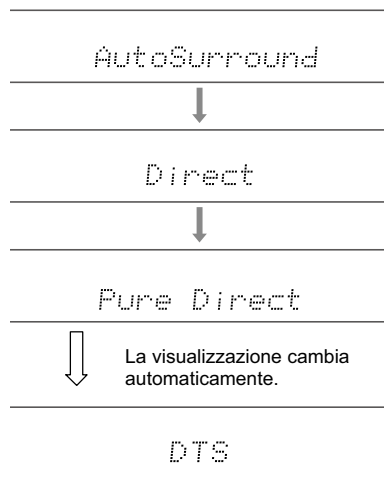 AutoSurround
Direct
Pure Direct
La visualizzazione cambia
automaticamente.
DTS